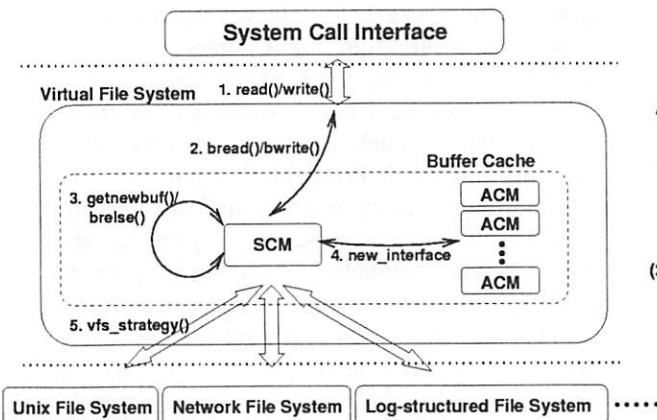 System Call Interface
1. read()/write()
Virtual File System
2. bread()/bwrite()
Buffer Cache
3. getnewbuf()/
brelse()
ACM
ACM
SCM
4. new_interface
ACM
5. vfs_strategy()
Unix File System
Network File System
Log-structured File System